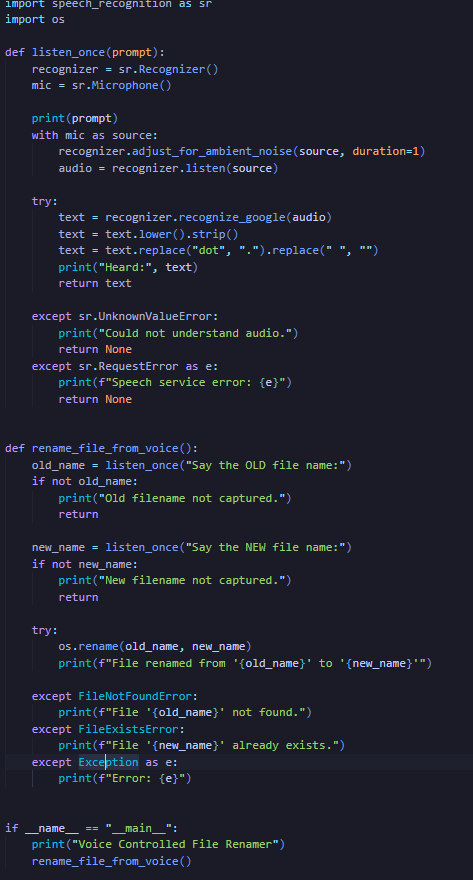 import speech_recognition as sr
import os
def listen_once(prompt):
recognizer = sr.Recognizer()
mic = sr.Microphone()
print(prompt)
with mic as source:
recognizer.adjust_for_ambient_noise(source, duration=1)
audio = recognizer.listen(source)
try:
text = recognizer.recognize_google(audio)
text = text.lower().strip()
text = text.replace("dot", ".").replace(" ", "")
print("Heard:", text)
return text
except sr.UnknownValueError:
print("Could not understand audio.")
return None
except sr.RequestError as e:
print(f"Speech service error: {e}")
return None
def rename_file_from_voice():
old_name = listen_once("Say the OLD file name:")
if not old_name:
print("Old filename not captured.")
return
new_name = listen_once("Say the NEW file name:")
if not new_name:
print("New filename not captured.")
return
try:
os.rename(old_name, new_name)
print(f"File renamed from '{old_name}' to '{new_name}'")
except FileNotFoundError:
print(f"File '{old_name}' not found.")
except FileExistsError:
print(f"File '{new_name}' already exists.")
except Exception as e:
print(f"Error: {e}")
if __name__ == "__main__":
print("Voice Controlled File Renamer")
rename_file_from_voice()